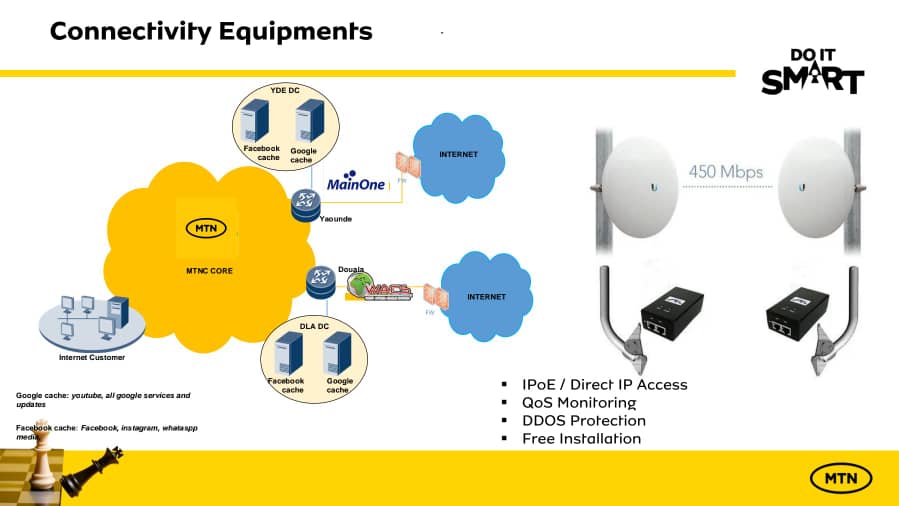 Connectivity Equipments
.
DO IT
SMART
YDE DC
Facebook
cache
Google
cache
INTERNET
FW
MainOne
Yaounde
MTN
MTNC CORE
Douala
WACS
INTERNET
FW
DLA DC
Facebook
cache
Google
cache
Internet Customer
Google cache: youtube, all google services and
updates
Facebook cache: Facebook, instagram, whataspp
media,
450 Mbps
▪ IPoE / Direct IP Access
▪ QoS Monitoring
▪ DDOS Protection
▪ Free Installation
MTN